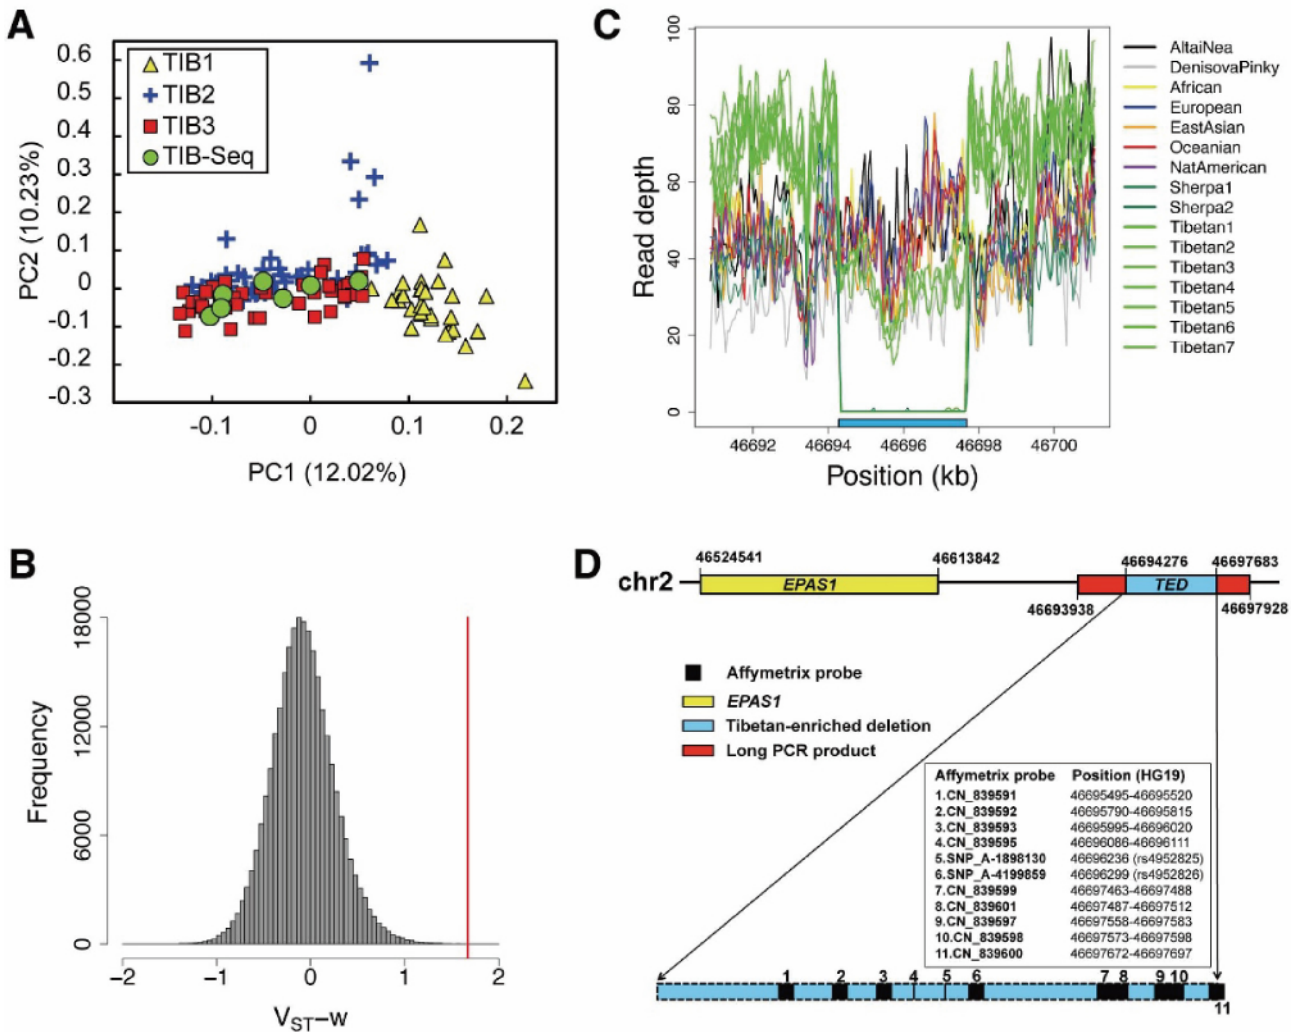 A
0.6
0.5
0.4
0.3
0.2
0.1
0
-0.1
-0.2
-0.3
PC2 (10.23%)
TIB1
TIB2
TIB3
TIB-Seq
-0.1
0
0.1
0.2
PC1 (12.02%)
C
100
80
60
40
20
0
Read depth
46692
46694
46696
46698
46700
Position (kb)
AltaiNea
DenisovaPinky
African
European
EastAsian
Oceanian
NatAmerican
Sherpa1
Sherpa2
Tibetan1
Tibetan2
Tibetan3
Tibetan4
Tibetan5
Tibetan6
Tibetan7
B
18000
12000
6000
0
Frequency
−2
−1
0
1
2
VST−w
D
46524541
46613842
46694276
46697683
chr2
EPAS1
TED
46693938
46697928
Affymetrix probe
EPAS1
Tibetan-enriched deletion
Long PCR product
Affymetrix probe Position (HG19)
1.CN_839591 46695495-46695520
2.CN_839592 46695790-46695815
3.CN_839593 46695995-46696020
4.CN_839595 46696086-46696111
5.SNP_A-1898130 46696236 (rs4952825)
6.SNP_A-4199859 46696299 (rs4952826)
7.CN_839599 46697463-46697488
8.CN_839601 46697487-46697512
9.CN_839597 46697558-46697583
10.CN_839598 46697573-46697598
11.CN_839600 46697672-46697697
1 2 3 4 5 6 7 8 9 10
11